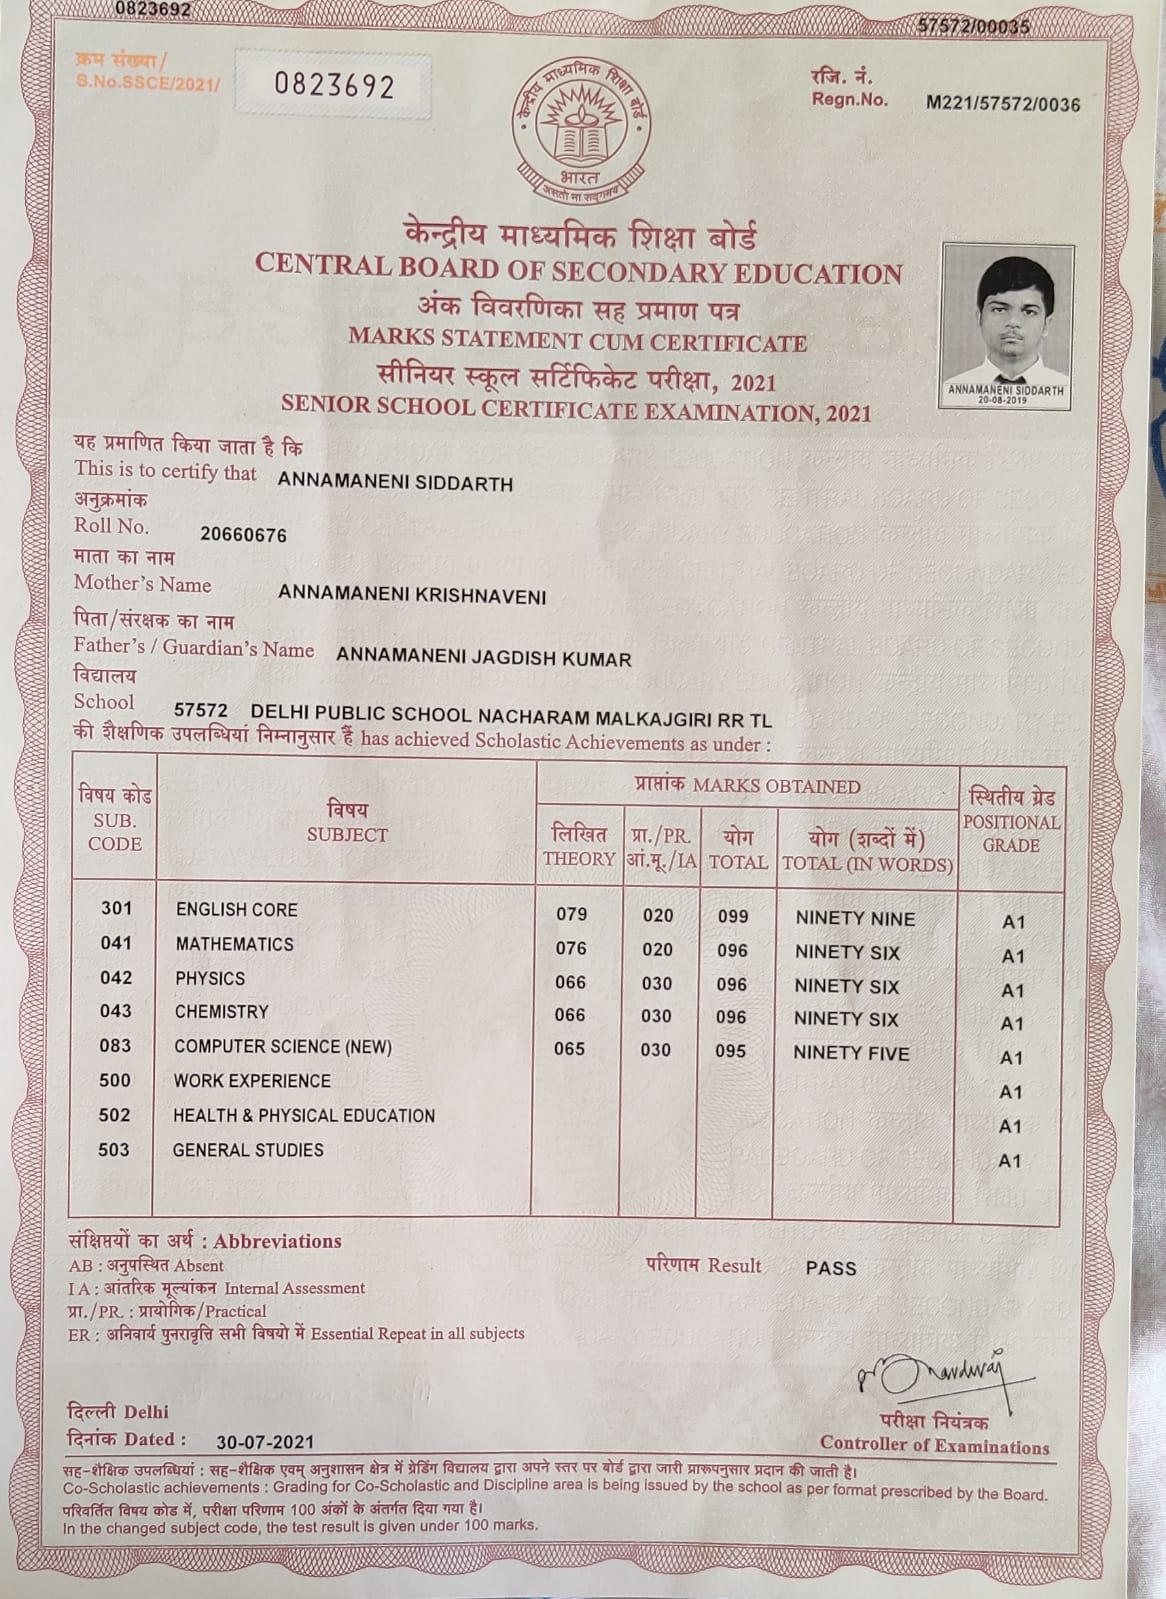 0823692
57572/00035
क्रम संख्या/
S.No.SSCE/2021/
0823692
रजि. नं.
Regn.No. M221/57572/0036
केन्द्रीय माध्यमिक शिक्षा बोर्ड
भारत
असतो मा सद्गमय
केन्द्रीय माध्यमिक शिक्षा बोर्ड
CENTRAL BOARD OF SECONDARY EDUCATION
अंक विवरणिका सह प्रमाण पत्र
MARKS STATEMENT CUM CERTIFICATE
सीनियर स्कूल सर्टिफिकेट परीक्षा, 2021
SENIOR SCHOOL CERTIFICATE EXAMINATION, 2021
ANNAMANENI SIDDARTH
20-08-2019
यह प्रमाणित किया जाता है कि
This is to certify that ANNAMANENI SIDDARTH
अनुक्रमांक
Roll No. 20660676
माता का नाम
Mother's Name ANNAMANENI KRISHNAVENI
पिता/संरक्षक का नाम
Father's / Guardian's Name ANNAMANENI JAGDISH KUMAR
विद्यालय
School 57572 DELHI PUBLIC SCHOOL NACHARAM MALKAJGIRI RR TL
की शैक्षणिक उपलब्धियां निम्नानुसार हैं has achieved Scholastic Achievements as under :
विषय कोड
SUB.
CODE
विषय
SUBJECT
प्राप्तांक MARKS OBTAINED
लिखित
THEORY
प्रा./PR.
आं.मू./IA
योग
TOTAL
योग (शब्दों में)
TOTAL (IN WORDS)
स्थितीय ग्रेड
POSITIONAL
GRADE
301 ENGLISH CORE 079 020 099 NINETY NINE A1
041 MATHEMATICS 076 020 096 NINETY SIX A1
042 PHYSICS 066 030 096 NINETY SIX A1
043 CHEMISTRY 066 030 096 NINETY SIX A1
083 COMPUTER SCIENCE (NEW) 065 030 095 NINETY FIVE A1
500 WORK EXPERIENCE A1
502 HEALTH & PHYSICAL EDUCATION A1
503 GENERAL STUDIES A1
संक्षिप्तयों का अर्थ : Abbreviations
AB : अनुपस्थित Absent
परिणाम Result PASS
I A : आंतरिक मूल्यांकन Internal Assessment
प्रा./PR. : प्रायोगिक/Practical
ER : अनिवार्य पुनरावृत्ति सभी विषयो में Essential Repeat in all subjects
दिल्ली Delhi
दिनांक Dated : 30-07-2021
परीक्षा नियंत्रक
Controller of Examinations
सह-शैक्षिक उपलब्धियां : सह-शैक्षिक एवम् अनुशासन क्षेत्र में ग्रेडिंग विद्यालय द्वारा अपने स्तर पर बोर्ड द्वारा जारी प्रारूपनुसार प्रदान की जाती है।
Co-Scholastic achievements : Grading for Co-Scholastic and Discipline area is being issued by the school as per format prescribed by the Board.
परिवर्तित विषय कोड में, परीक्षा परिणाम 100 अंकों के अंतर्गत दिया गया है।
In the changed subject code, the test result is given under 100 marks.